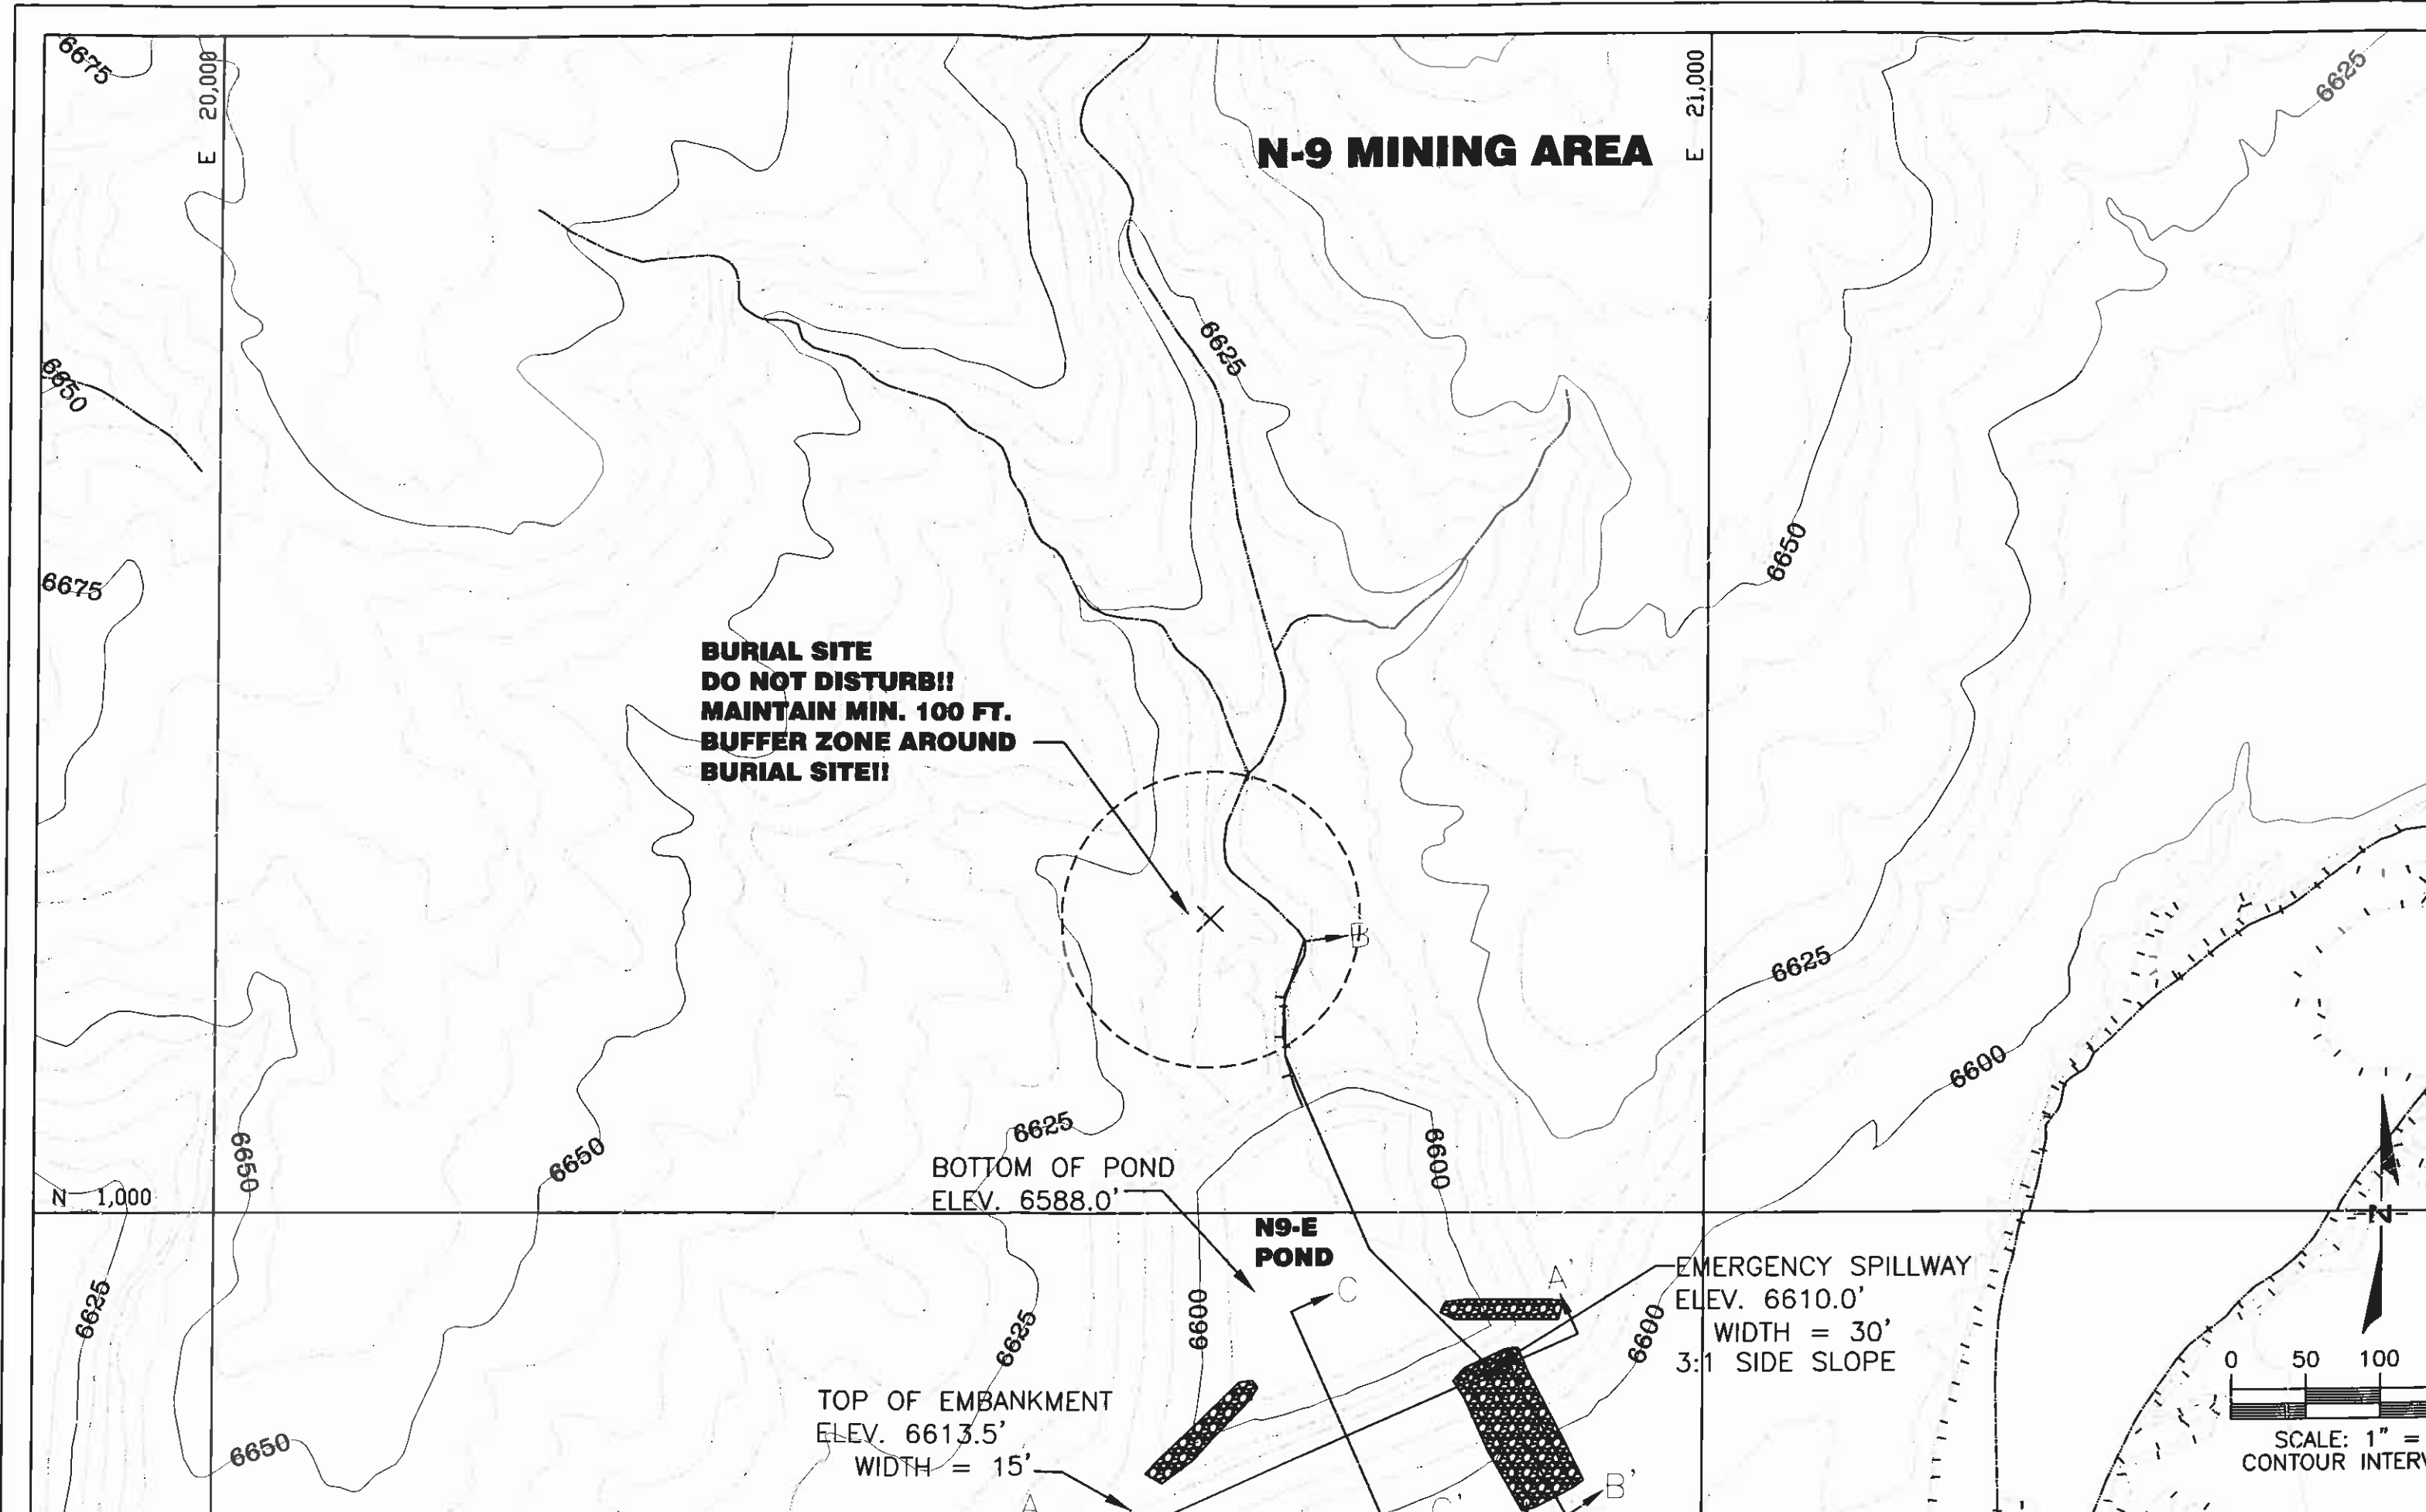 6675
E 20,000
N-9 MINING AREA
E 21,000
6625
6625
6650
6650
6675
BURIAL SITE
DO NOT DISTURB!!
MAINTAIN MIN. 100 FT.
BUFFER ZONE AROUND
BURIAL SITE!!
B
6625
6600
6625
6650
6650
6600
BOTTOM OF POND
ELEV. 6588.0'
N 1,000
N9-E
POND
C
A'
EMERGENCY SPILLWAY
ELEV. 6610.0'
WIDTH = 30'
3:1 SIDE SLOPE
6625
6625
6600
6600
N
0 50 100
TOP OF EMBANKMENT
ELEV. 6613.5'
WIDTH = 15'
6650
SCALE: 1" =
CONTOUR INTERV
A
C'
B'